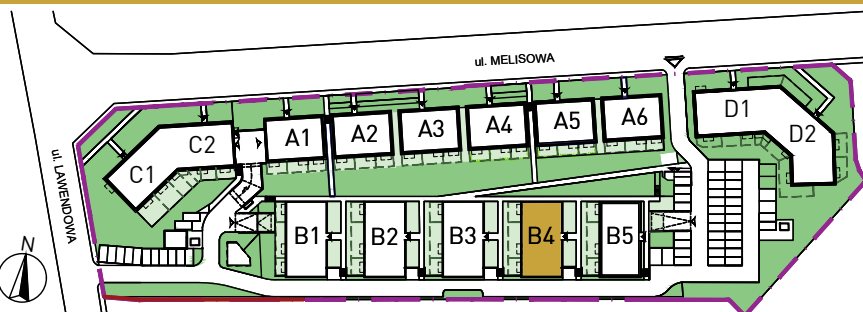 ul. MELISOWA
D1
A6
A5
A4
A3
A2
A1
C2
D2
C1
ul. LAWENDOWA
B1
B2
B3
B4
B5
N